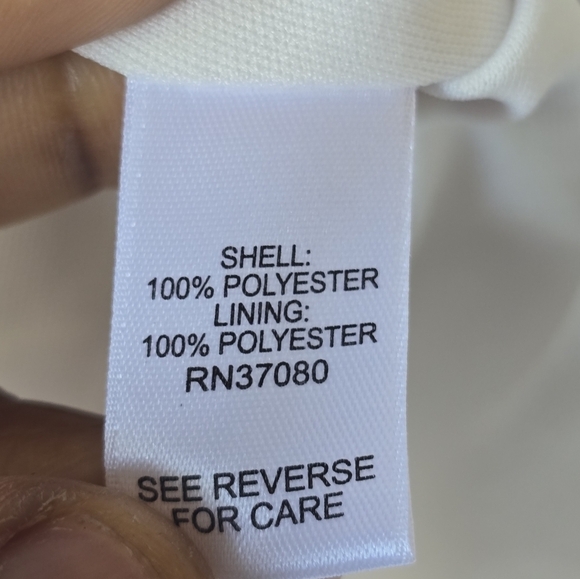 SHELL:
100% POLYESTER
LINING:
100% POLYESTER
RN37080
SEE REVERSE
FOR CARE